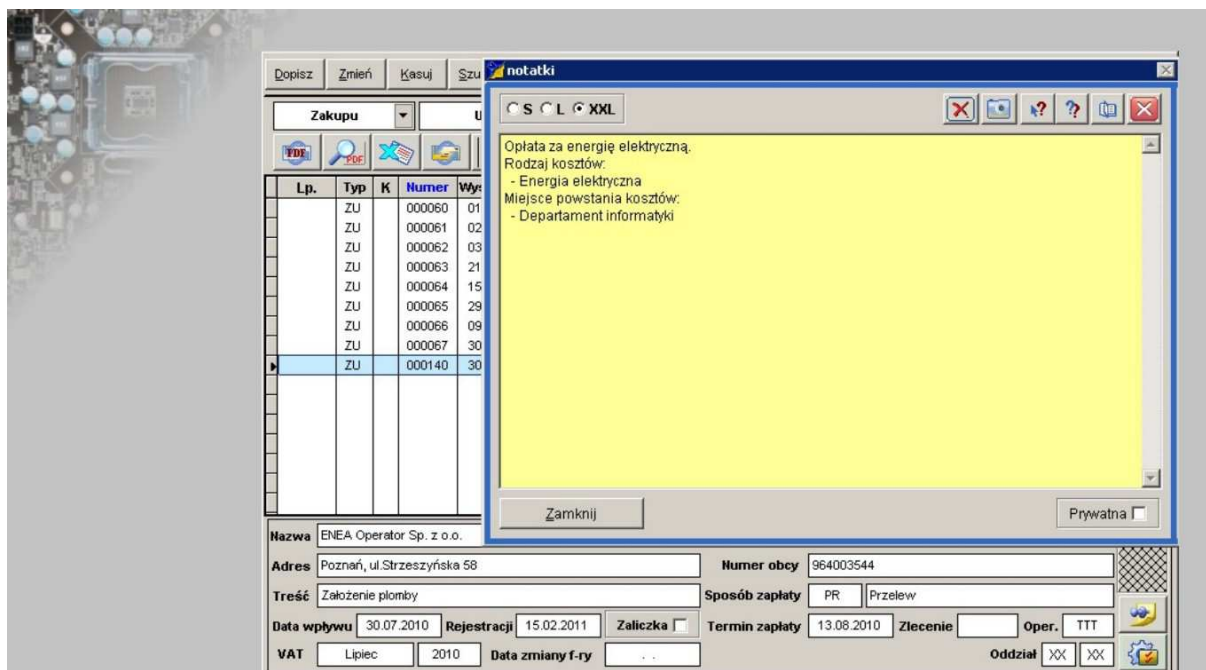 Dopisz Zmień Kasuj Szu
notatki
S L XXL
Zakupu U
PDF PDF
Opłata za energię elektryczną.
Rodzaj kosztów:
- Energia elektryczna
Miejsce powstania kosztów:
- Departament informatyki
Lp. Typ K Numer Wys
ZU 000060 01
ZU 000061 02
ZU 000062 03
ZU 000063 21
ZU 000064 15
ZU 000065 29
ZU 000066 09
ZU 000067 30
ZU 000140 30
Zamknij Prywatna
Nazwa ENEA Operator Sp. z o.o.
Adres Poznań, ul.Strzeszyńska 58 Numer obcy 964003544
Treść Założenie plomby Sposób zapłaty PR Przelew
Data wpływu 30.07.2010 Rejestracji 15.02.2011 Zaliczka Termin zapłaty 13.08.2010 Zlecenie Oper. TTT
VAT Lipiec 2010 Data zmiany f-ry . . Oddział XX XX